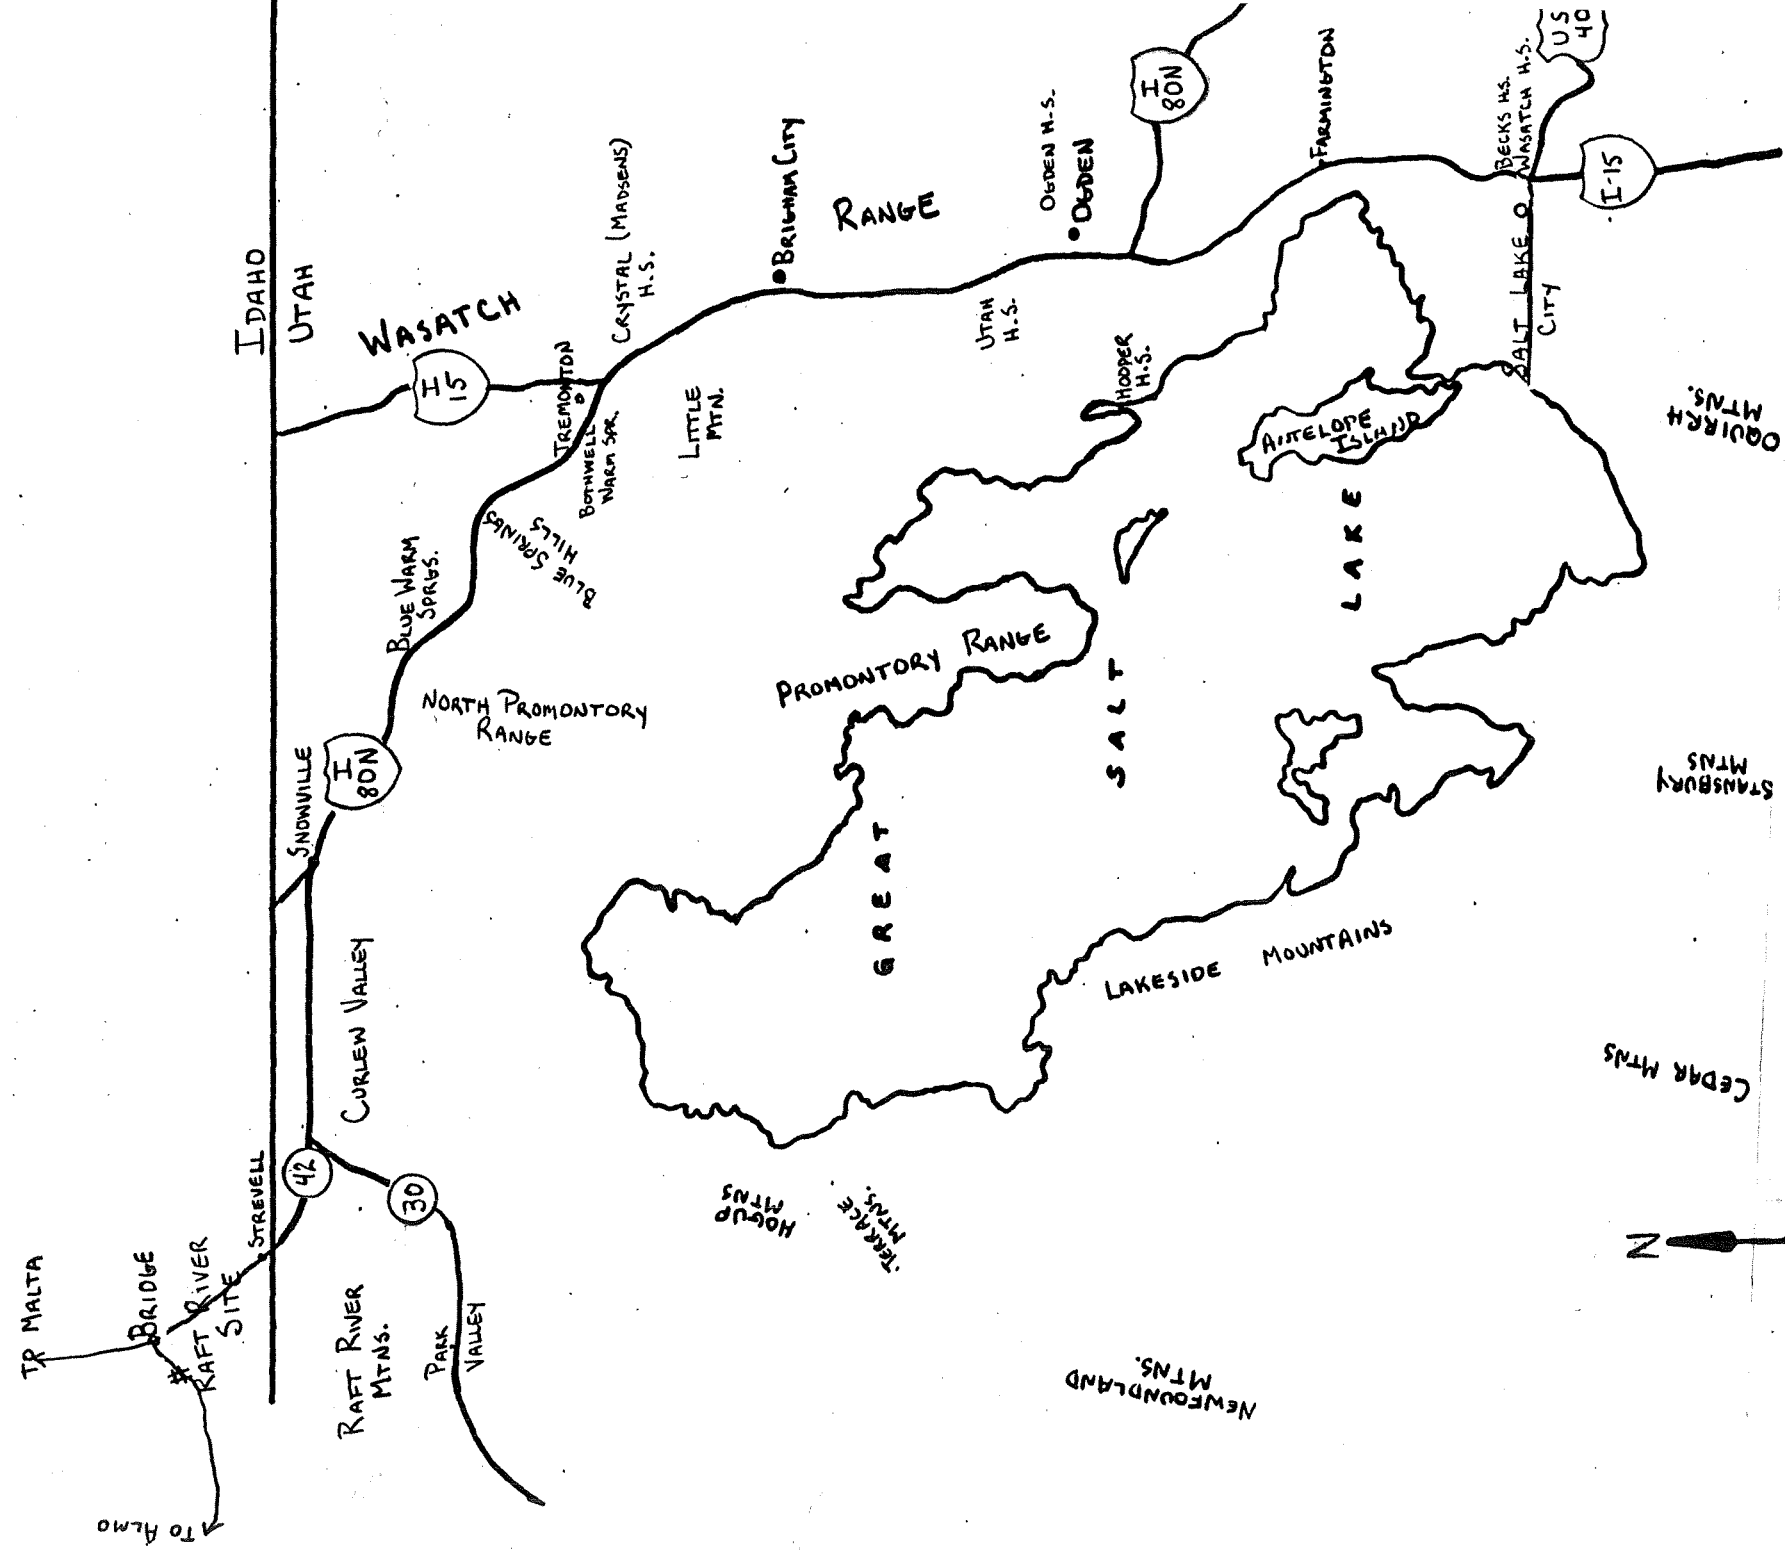 IDAHO
UTAH
WASATCH
RANGE
I
15
TREMONTON
CRYSTAL (MADSENS)
H.S.
BRIGHAM CITY
OGDEN H.S.
OGDEN
I
80N
FARMINGTON
BECKS H.S.
WASATCH H.S.
US
40
I-15
SALT LAKE
CITY
UTAH
H.S.
HOOPER
H.S.
LITTLE
MTN.
BOTHWELL
WARM SPR.
BLUE SPRINGS
HILLS
BLUE WARM
SPRGS.
NORTH PROMONTORY
RANGE
PROMONTORY RANGE
ANTELOPE
ISLAND
GREAT
SALT
LAKE
OQUIRRH
MTNS.
STANSBURY
MTNS
CEDAR MTNS
LAKESIDE MOUNTAINS
SNOWVILLE
I
80N
CURLEW VALLEY
STREVELL
42
30
BRIDGE
RAFT RIVER
SITE
TO MALTA
TO ALMO
RAFT RIVER
MTNS.
PARK
VALLEY
HOGUP
MTNS
TERRACE
MTNS.
NEWFOUNDLAND
MTNS.
N